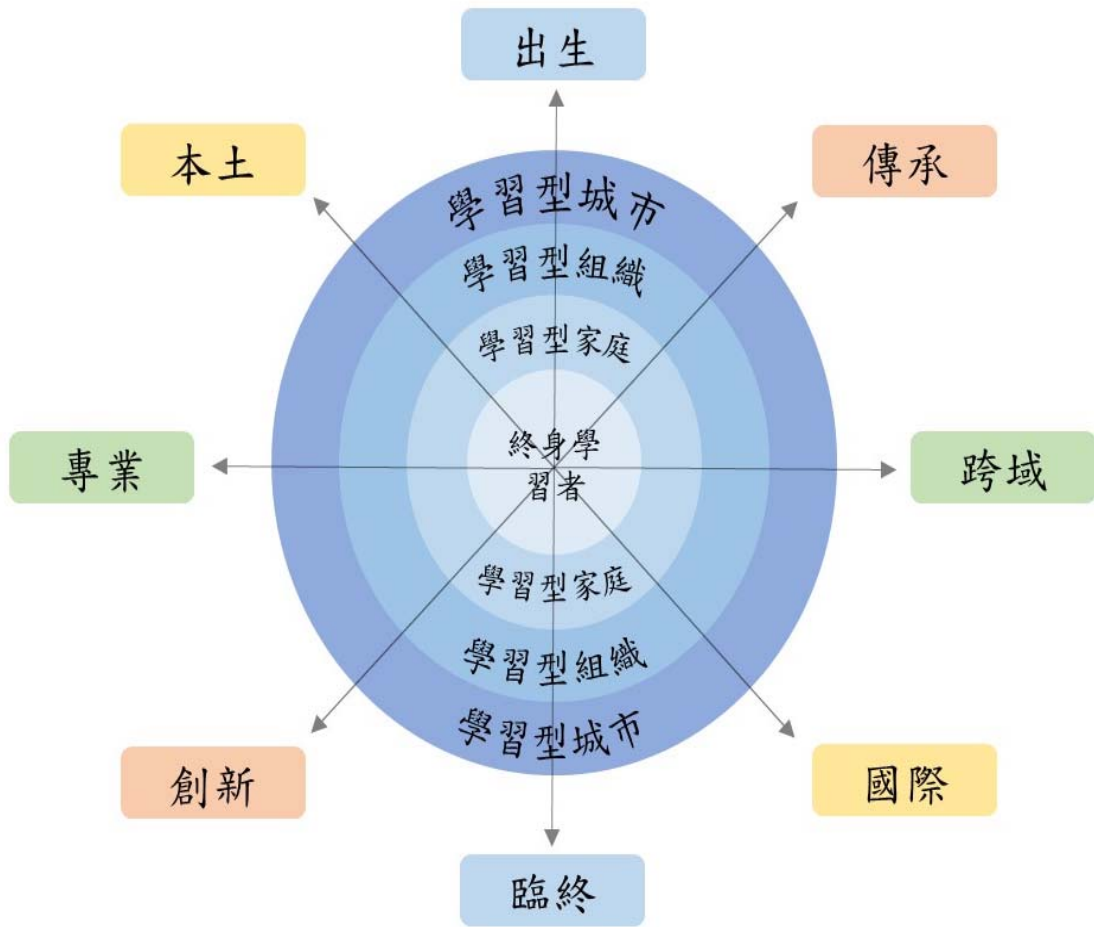 出生
本土
傳承
學習型城市
學習型組織
學習型家庭
專業
終身學
習者
跨域
學習型家庭
學習型組織
學習型城市
創新
國際
臨終